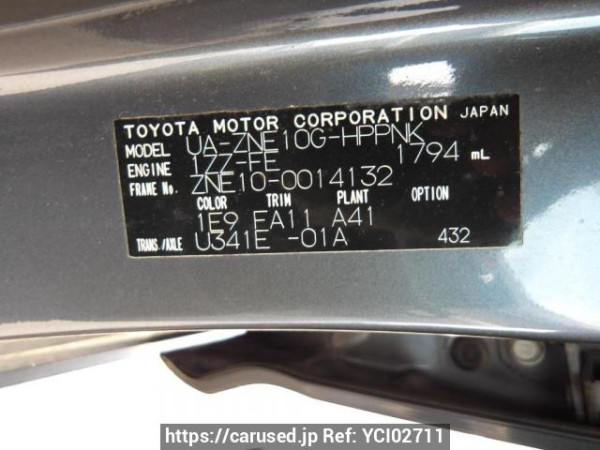 TOYOTA MOTOR CORPORATION JAPAN
MODEL UA-ZNE10G-HPPNK
ENGINE 1ZZ-FE 1794 mL
FRAME No. ZNE10-0014132
COLOR TRIM PLANT OPTION
1E9 EA11 A41
TRANS./AXLE U341E -01A 432
https://carused.jp Ref: YCI02711